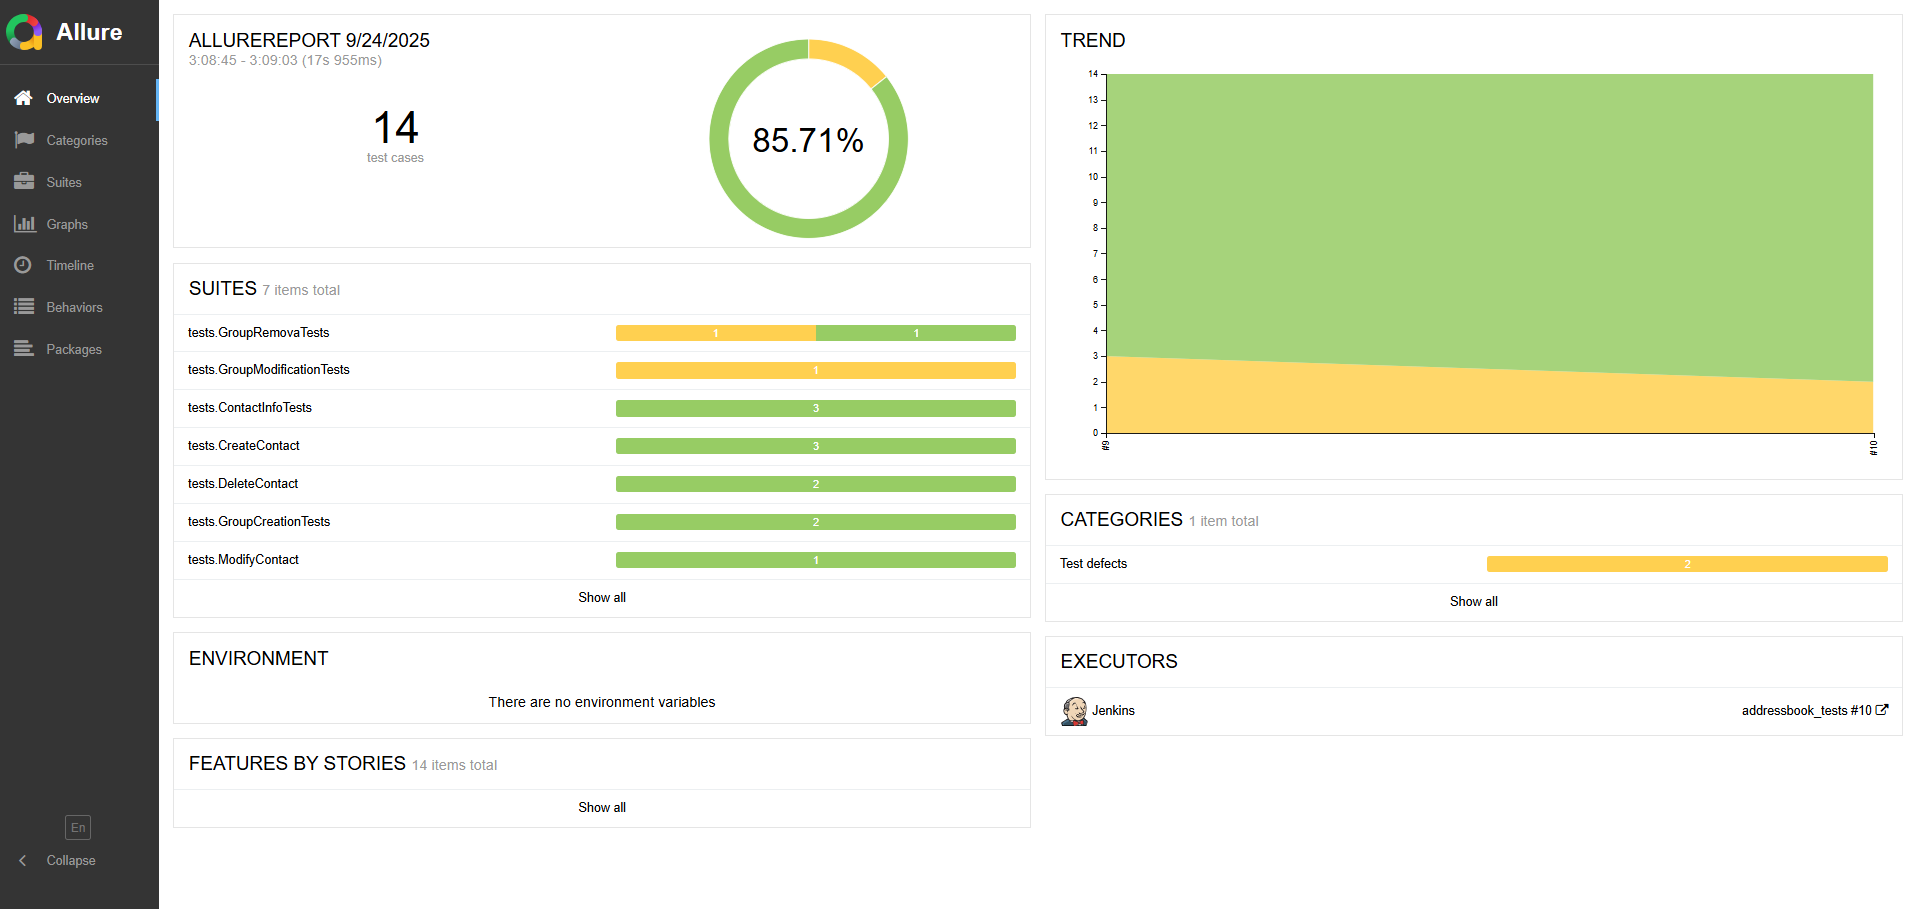 Allure
Overview
Categories
Suites
Graphs
Timeline
Behaviors
Packages
En
Collapse
ALLUREREPORT 9/24/2025
3:08:45 - 3:09:03 (17s 955ms)
14
test cases
85.71%
SUITES 7 items total
tests.GroupRemovaTests 1 1
tests.GroupModificationTests 1
tests.ContactInfoTests 3
tests.CreateContact 3
tests.DeleteContact 2
tests.GroupCreationTests 2
tests.ModifyContact 1
Show all
ENVIRONMENT
There are no environment variables
FEATURES BY STORIES 14 items total
Show all
TREND
14
13
12
11
10
9
8
7
6
5
4
3
2
1
0
#9
#10
CATEGORIES 1 item total
Test defects 2
Show all
EXECUTORS
Jenkins addressbook_tests #10